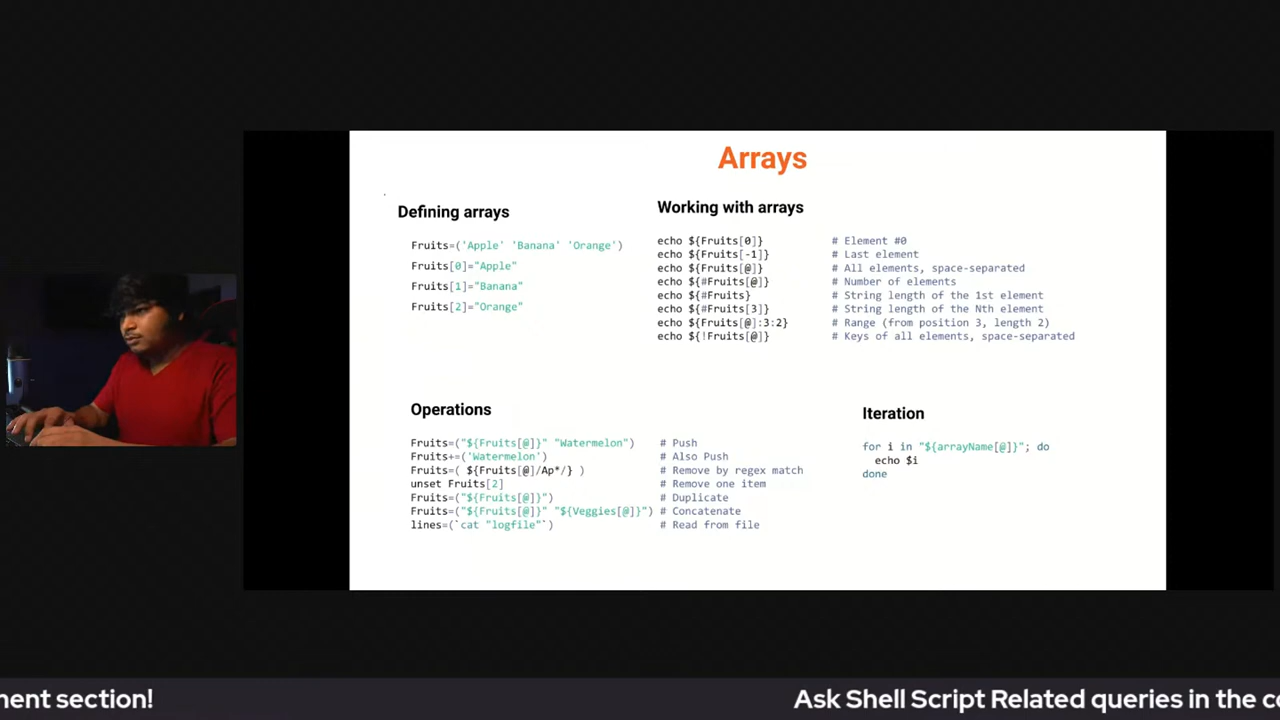 Arrays
Defining arrays
Fruits=('Apple' 'Banana' 'Orange')
Fruits[0]="Apple"
Fruits[1]="Banana"
Fruits[2]="Orange"
Working with arrays
echo ${Fruits[0]} # Element #0
echo ${Fruits[-1]} # Last element
echo ${Fruits[@]} # All elements, space-separated
echo ${#Fruits[@]} # Number of elements
echo ${#Fruits} # String length of the 1st element
echo ${#Fruits[3]} # String length of the Nth element
echo ${Fruits[@]:3:2} # Range (from position 3, length 2)
echo ${!Fruits[@]} # Keys of all elements, space-separated
Operations
Fruits=("${Fruits[@]}" "Watermelon") # Push
Fruits+=('Watermelon') # Also Push
Fruits=( ${Fruits[@]/Ap*/} ) # Remove by regex match
unset Fruits[2] # Remove one item
Fruits=("${Fruits[@]}") # Duplicate
Fruits=("${Fruits[@]}" "${Veggies[@]}") # Concatenate
lines=(`cat "logfile"`) # Read from file
Iteration
for i in "${arrayName[@]}"; do
echo $i
done
ment section! Ask Shell Script Related queries in the co